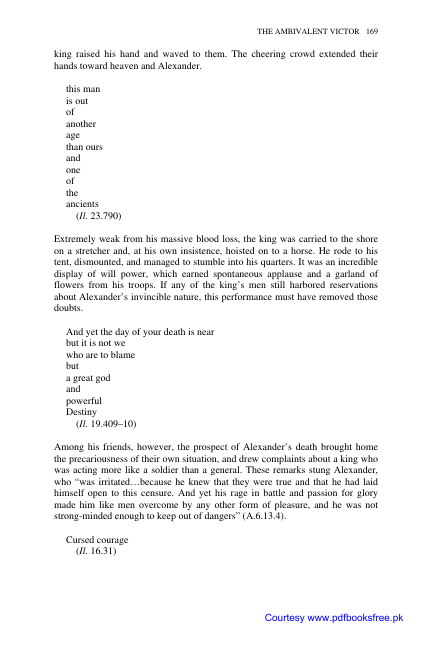 THE AMBIVALENT VICTOR 169
king raised his hand and waved to them. The cheering crowd extended their
hands toward heaven and Alexander.
this man
is out
of
another
age
than ours
and
one
of
the
ancients
(Il. 23.790)
Extremely weak from his massive blood loss, the king was carried to the shore
on a stretcher and, at his own insistence, hoisted on to a horse. He rode to his
tent, dismounted, and managed to stumble into his quarters. It was an incredible
display of will power, which earned spontaneous applause and a garland of
flowers from his troops. If any of the king's men still harbored reservations
about Alexander's invincible nature, this performance must have removed those
doubts.
And yet the day of your death is near
but it is not we
who are to blame
but
a great god
and
powerful
Destiny
(Il. 19.409–10)
Among his friends, however, the prospect of Alexander's death brought home
the precariousness of their own situation, and drew complaints about a king who
was acting more like a soldier than a general. These remarks stung Alexander,
who “was irritated…because he knew that they were true and that he had laid
himself open to this censure. And yet his rage in battle and passion for glory
made him like men overcome by any other form of pleasure, and he was not
strong-minded enough to keep out of dangers” (A.6.13.4).
Cursed courage
(Il. 16.31)
Courtesy www.pdfbooksfree.pk